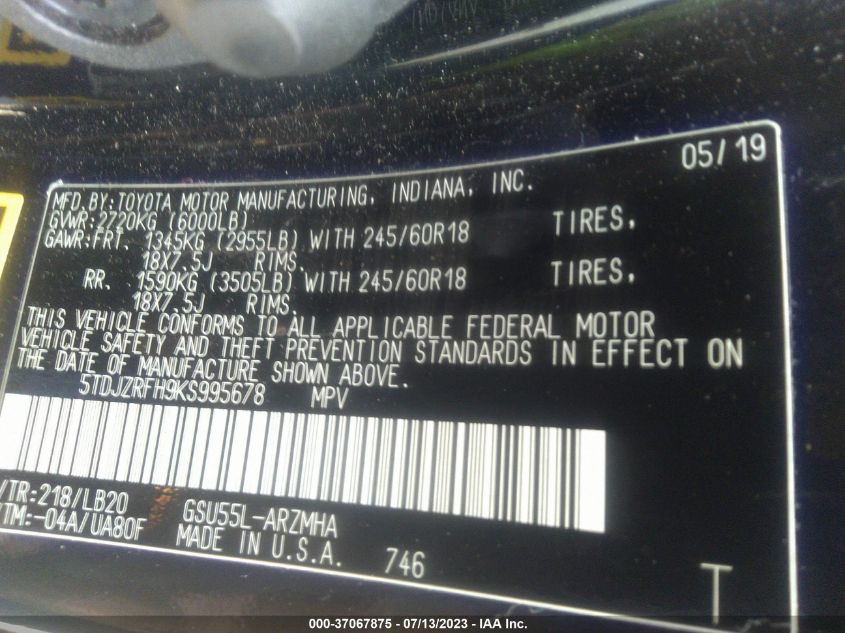 05/19
MFD.BY:TOYOTA MOTOR MANUFACTURING, INDIANA, INC.
GVWR:2720KG (6000LB)
GAWR:FRT. 1345KG (2955LB) WITH 245/60R18 TIRES,
18X7.5J RIMS.
RR. 1590KG (3505LB) WITH 245/60R18 TIRES,
18X7.5J RIMS.
THIS VEHICLE CONFORMS TO ALL APPLICABLE FEDERAL MOTOR
VEHICLE SAFETY AND THEFT PREVENTION STANDARDS IN EFFECT ON
THE DATE OF MANUFACTURE SHOWN ABOVE.
5TDJZRFH9KS995678 MPV
/TR:218/LB20 GSU55L-ARZMHA
/TM:-04A/UA80F MADE IN U.S.A. 746
T
000-37067875 - 07/13/2023 - IAA Inc.